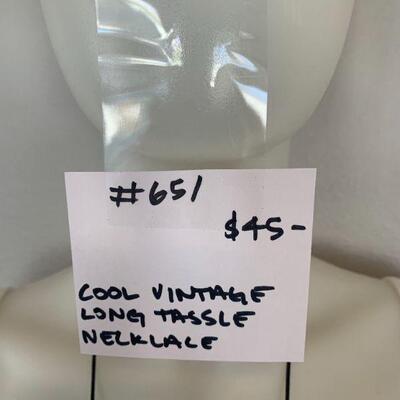 #651
$45-
COOL VINTAGE
LONG TASSLE
NECKLACE